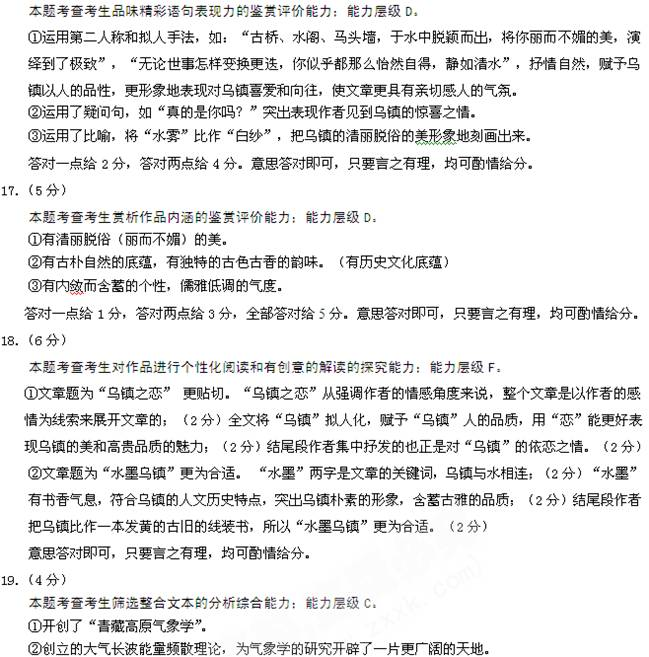 本题考查考生品味精彩语句表现力的鉴赏评价能力；能力层级D。
①运用第二人称和拟人手法，如：“古桥、水阁、马头墙，于水中脱颖而出，将你丽而不媚的美，演
绎到了极致”，“无论世事怎样变换更迭，你似乎都那么怡然自得，静如清水”，抒情自然，赋予乌
镇以人的品性，更形象地表现对乌镇喜爱和向往，使文章更具有亲切感人的气氛。
②运用了疑问句，如“真的是你吗？”突出表现作者见到乌镇的惊喜之情。
③运用了比喻，将“水雾”比作“白纱”，把乌镇的清丽脱俗的美形象地刻画出来。
答对一点给2分，答对两点给4分。意思答对即可，只要言之有理，均可酌情给分。
17.（5分）
本题考查考生赏析作品内涵的鉴赏评价能力；能力层级D。
①有清丽脱俗（丽而不媚）的美。
②有古朴自然的底蕴，有独特的古色古香的韵味。（有历史文化底蕴）
③有内敛而含蓄的个性，儒雅低调的气度。
答对一点给1分，答对两点给3分，全部答对给5分。意思答对即可，只要言之有理，均可酌情给分。
18.（6分）
本题考查考生对作品进行个性化阅读和有创意的解读的探究能力；能力层级F。
①文章题为“乌镇之恋” 更贴切。“乌镇之恋”从强调作者的情感角度来说，整个文章是以作者的感
情为线索来展开文章的；（2分）全文将“乌镇”拟人化，赋予“乌镇”人的品质，用“恋”能更好表
现乌镇的美和高贵品质的魅力；（2分）结尾段作者集中抒发的也正是对“乌镇”的依恋之情。（2分）
②文章题为“水墨乌镇”更为合适。 “水墨”两字是文章的关键词，乌镇与水相连；（2分）“水墨”
有书香气息，符合乌镇的人文历史特点，突出乌镇朴素的形象，含蓄古雅的品质；（2分）结尾段作者
把乌镇比作一本发黄的古旧的线装书，所以“水墨乌镇”更为合适。（2分）
意思答对即可，只要言之有理，均可酌情给分。
19.（4分）
本题考查考生筛选整合文本的分析综合能力；能力层级C。
①开创了“青藏高原气象学”。
②创立的大气长波能量频散理论，为气象学的研究开辟了一片更广阔的天地。